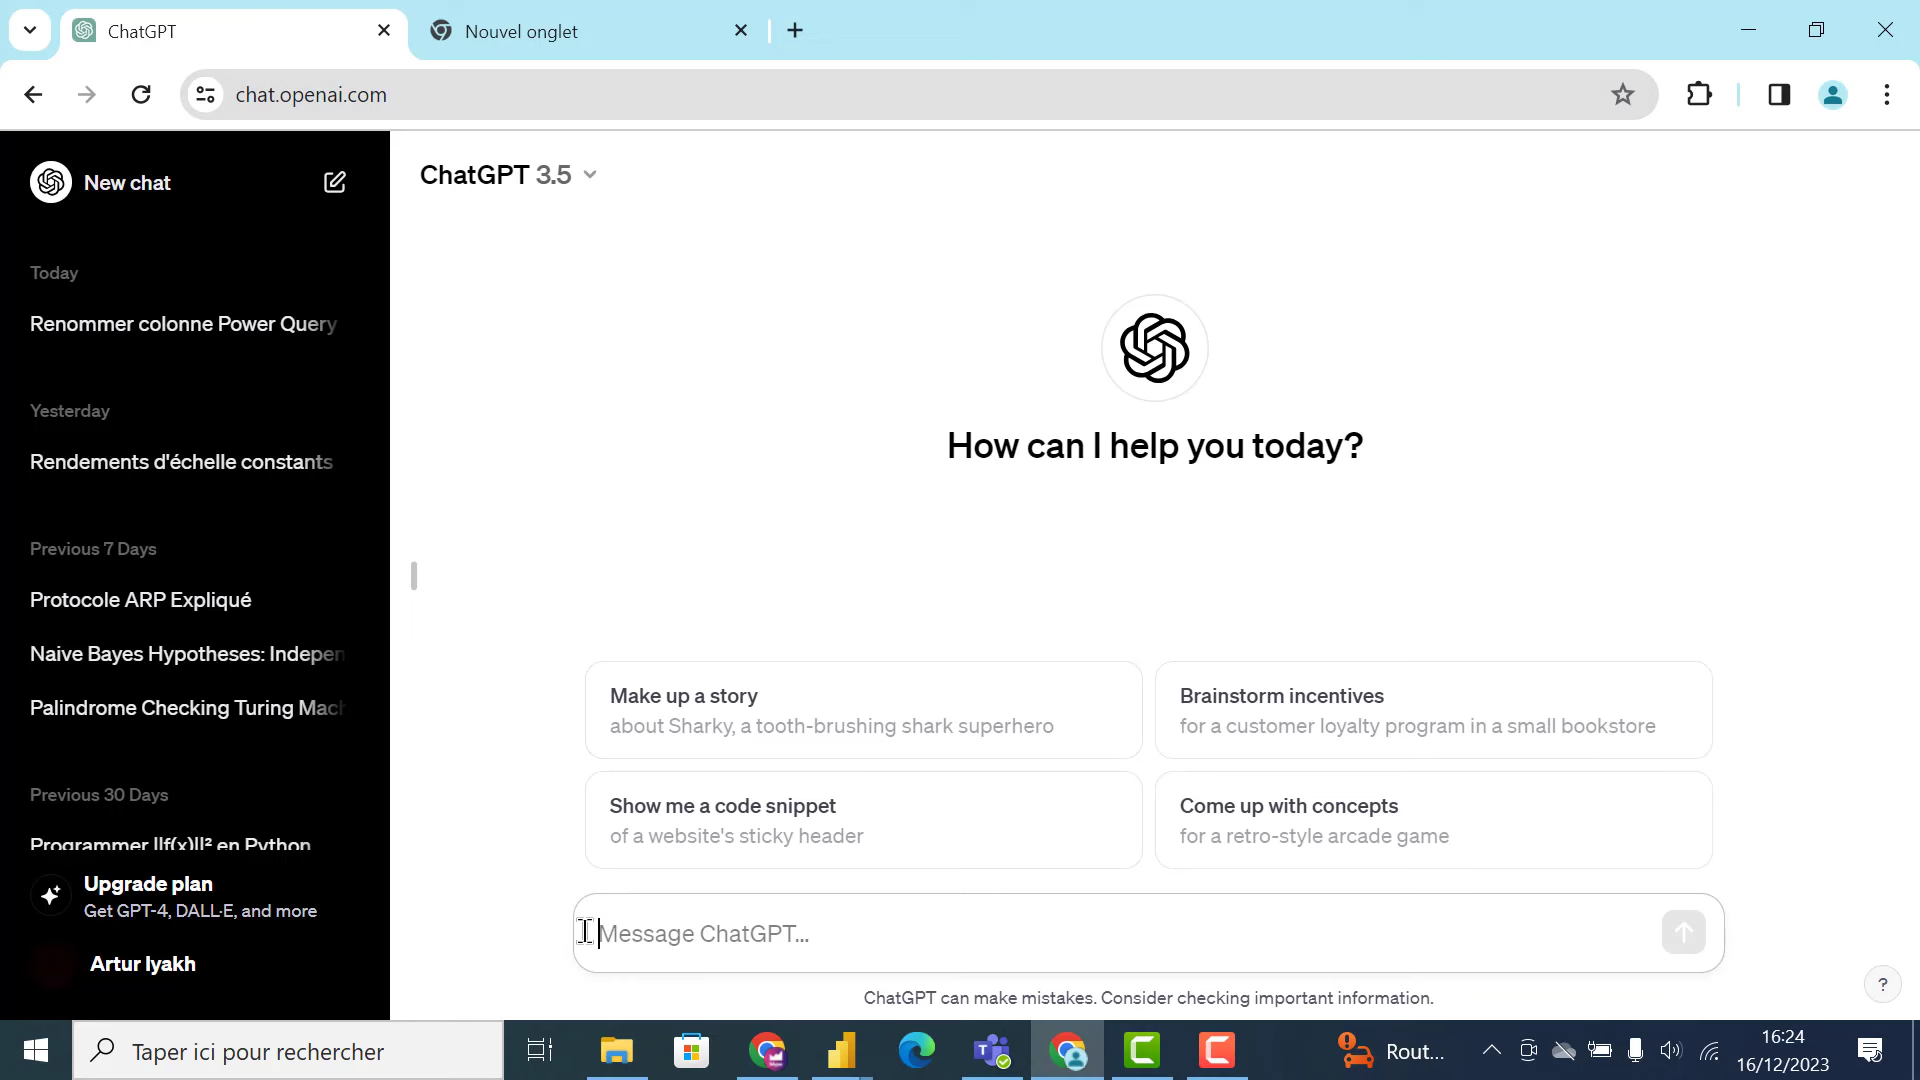 ChatGPT
Nouvel onglet
chat.openai.com
New chat
Today
Renommer colonne Power Query
Yesterday
Rendements d'échelle constants
Previous 7 Days
Protocole ARP Expliqué
Naive Bayes Hypotheses: Indepen
Palindrome Checking Turing Mach
Previous 30 Days
Programmer ||f(x)||² en Python
Upgrade plan
Get GPT-4, DALL·E, and more
Artur Iyakh
ChatGPT 3.5
How can I help you today?
Make up a story
about Sharky, a tooth-brushing shark superhero
Brainstorm incentives
for a customer loyalty program in a small bookstore
Show me a code snippet
of a website's sticky header
Come up with concepts
for a retro-style arcade game
Message ChatGPT...
ChatGPT can make mistakes. Consider checking important information.
?
Taper ici pour rechercher
Rout...
16:24
16/12/2023